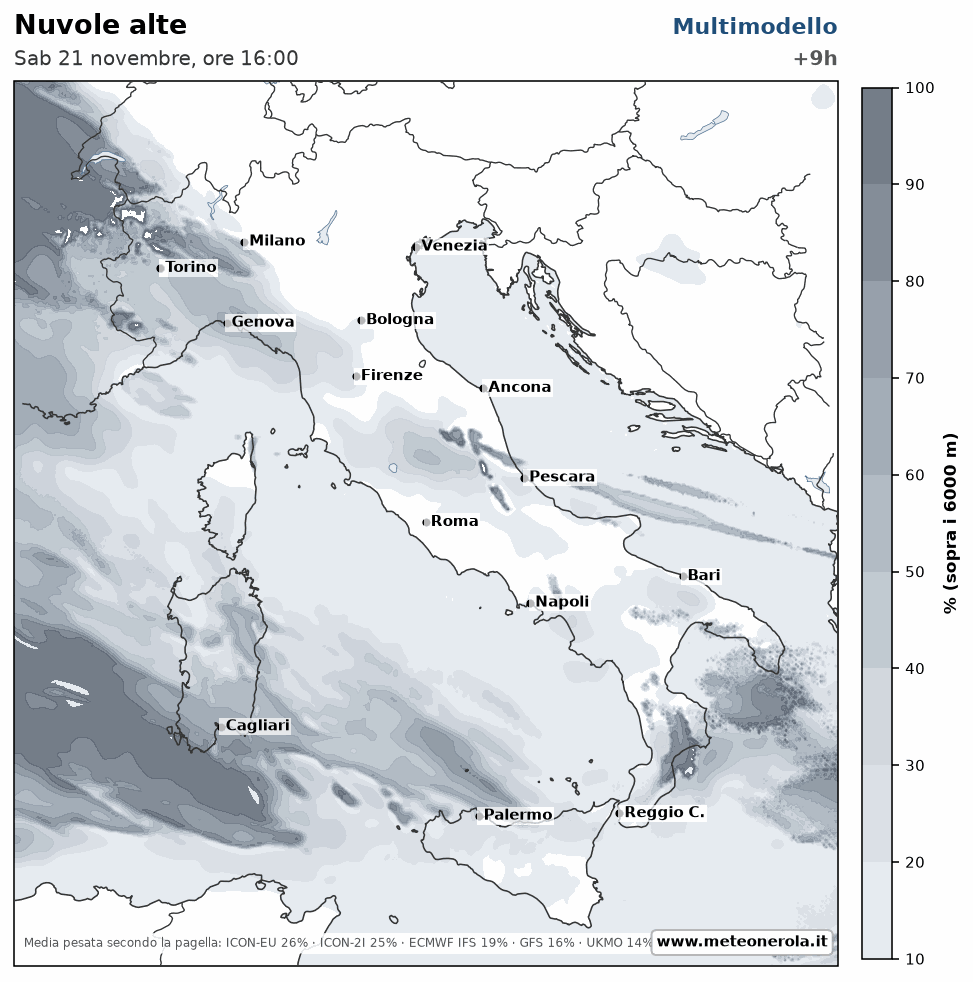 Nuvole alte
Multimodello
Sab 21 novembre, ore 16:00
+9h
100
90
80
70
60
50
40
30
20
10
% (sopra i 6000 m)
Milano
Venezia
Torino
Genova
Bologna
Firenze
Ancona
Pescara
Roma
Bari
Napoli
Cagliari
Palermo
Reggio C.
Media pesata secondo la pagella: ICON-EU 26% · ICON-2I 25% · ECMWF IFS 19% · GFS 16% · UKMO 14%
www.meteonerola.it